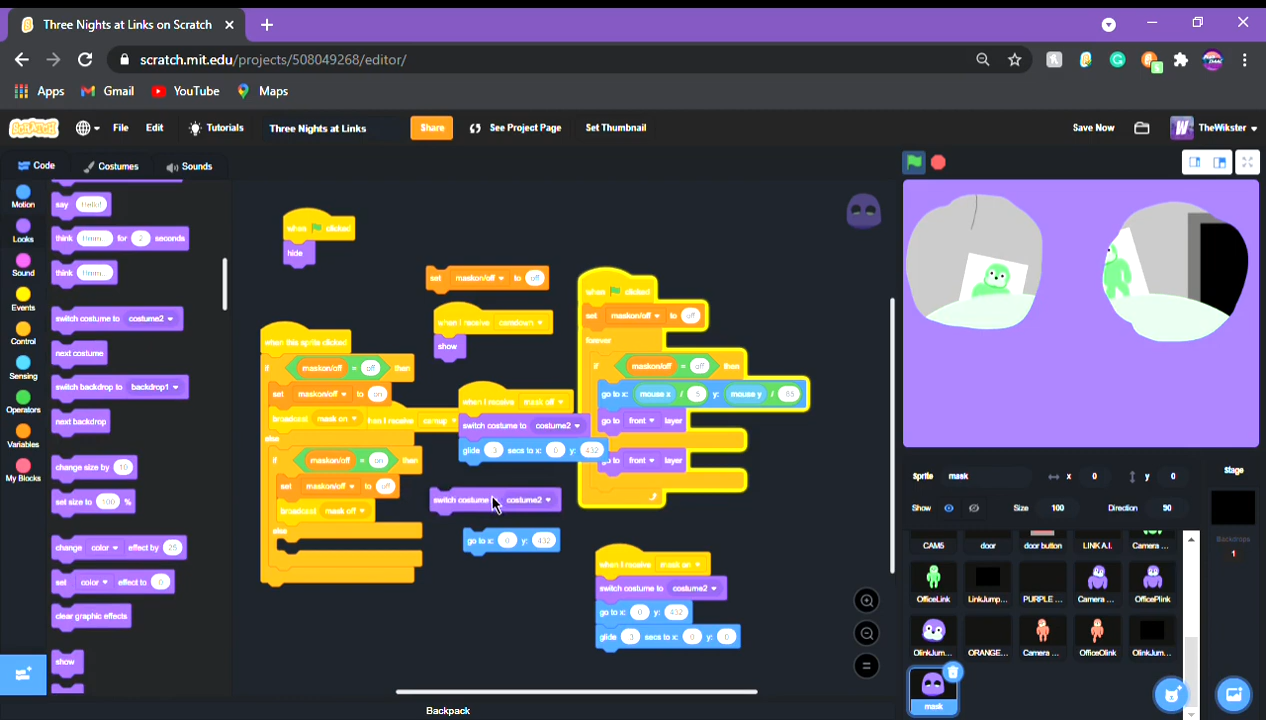 Three Nights at Links on Scratch
scratch.mit.edu/projects/508049268/editor/
Apps Gmail YouTube Maps
SCRATCH File Edit Tutorials Three Nights at Links Share See Project Page Set Thumbnail Save Now TheWikster
Code Costumes Sounds
Motion
Looks
Sound
Events
Control
Sensing
Operators
Variables
My Blocks
say Hello!
think Hmm... for 2 seconds
think Hmm...
switch costume to costume2
next costume
switch backdrop to backdrop1
next backdrop
change size by 10
set size to 100 %
change color effect by 25
set color effect to 0
clear graphic effects
show
when clicked
hide
when this sprite clicked
if maskon/off = off then
set maskon/off to on
broadcast mask on
else
if maskon/off = on then
set maskon/off to off
broadcast mask off
else
set maskon/off to off
when I receive camdown
show
when I receive mask off
switch costume to costume2
glide 3 secs to x: 0 y: 432
switch costume costume2
go to x: 0 y: 432
when clicked
set maskon/off to off
forever
if maskon/off = off then
go to x: mouse x / 5 y: mouse y / 65
go to front layer
go to front layer
when I receive mask on
switch costume to costume2
go to x: 0 y: 432
glide 3 secs to x: 0 y: 0
Sprite mask x 0 y 0
Show Size 100 Direction 90
CAM5 door door button LINK A.I. Camera ...
OfficeLink LinkJump... PURPLE ... Camera ... OfficePlink
OlinkJum... ORANGE... Camera ... OfficeOlink OlinkJum...
mask
Stage
Backdrops
1
Backpack